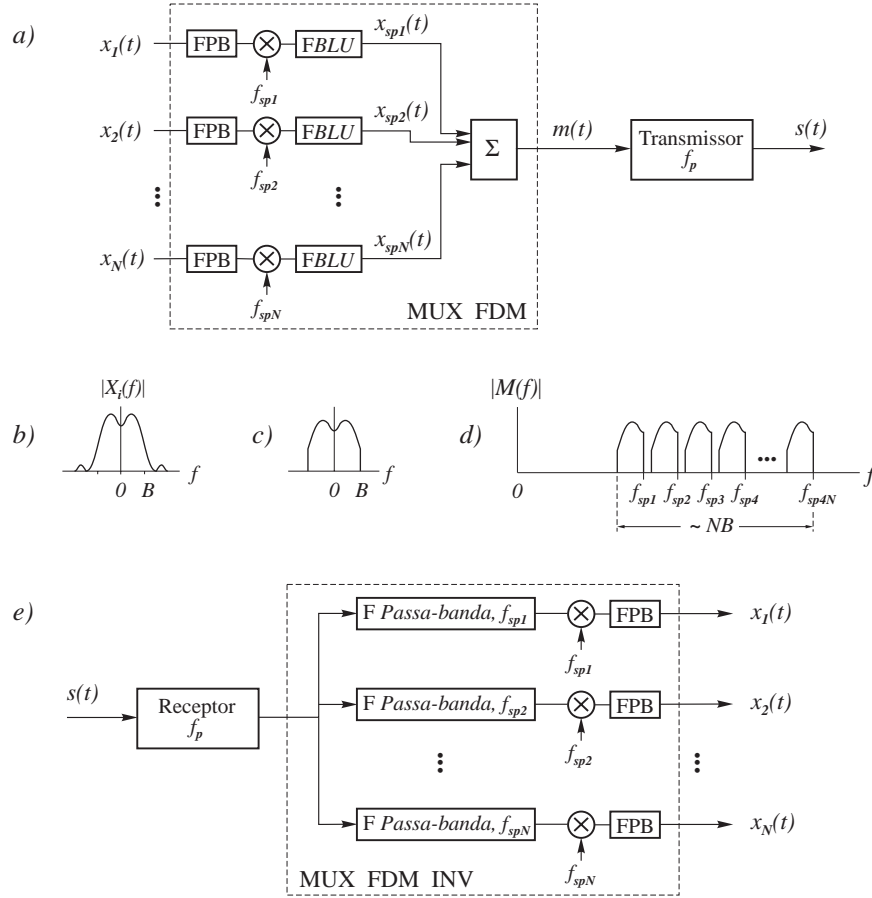 a)
x1(t) FPB × FBLU xsp1(t)
fsp1
x2(t) FPB × FBLU xsp2(t)
fsp2
Σ m(t) Transmissor s(t)
fp
xN(t) FPB × FBLU xspN(t)
fspN
MUX FDM
b) |Xi(f)| 0 B f
c) 0 B f
d) |M(f)| 0 fsp1 fsp2 fsp3 fsp4 fsp4N f
~ NB
e)
s(t) Receptor
fp
F Passa-banda, fsp1 × FPB x1(t)
fsp1
F Passa-banda, fsp2 × FPB x2(t)
fsp2
F Passa-banda, fspN × FPB xN(t)
fspN
MUX FDM INV